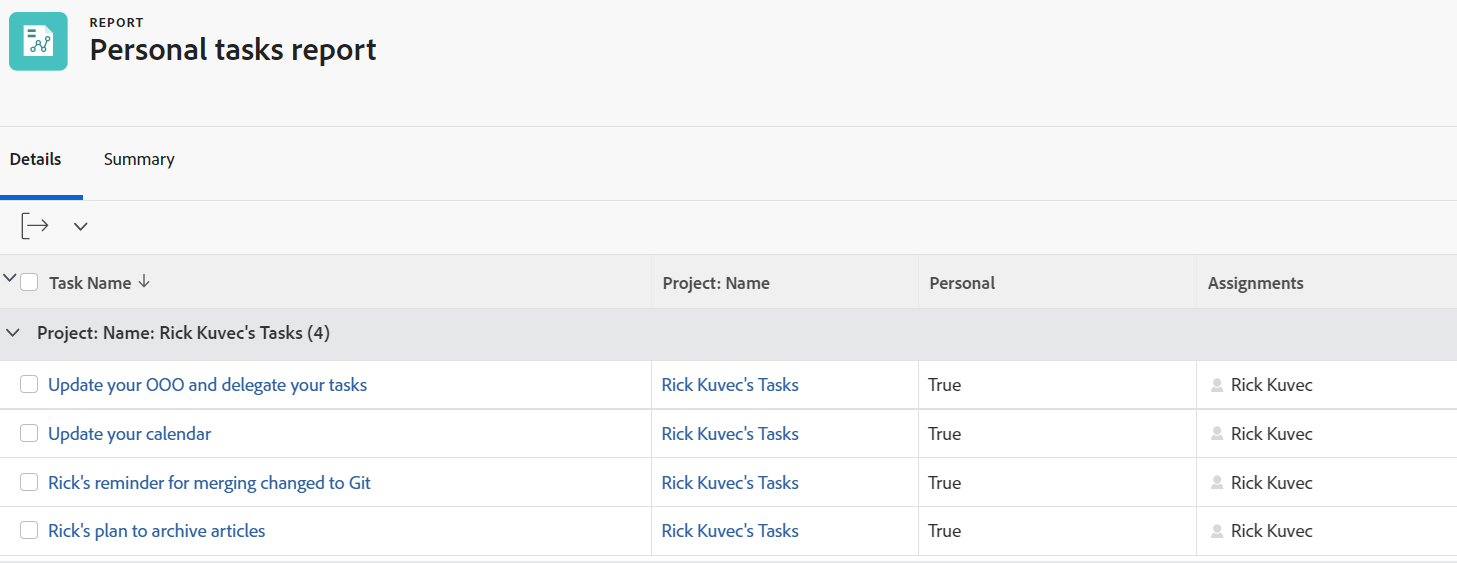 REPORT
Personal tasks report
Details Summary
Task Name Project: Name Personal Assignments
Project: Name: Rick Kuvec's Tasks (4)
Update your OOO and delegate your tasks Rick Kuvec's Tasks True Rick Kuvec
Update your calendar Rick Kuvec's Tasks True Rick Kuvec
Rick's reminder for merging changed to Git Rick Kuvec's Tasks True Rick Kuvec
Rick's plan to archive articles Rick Kuvec's Tasks True Rick Kuvec